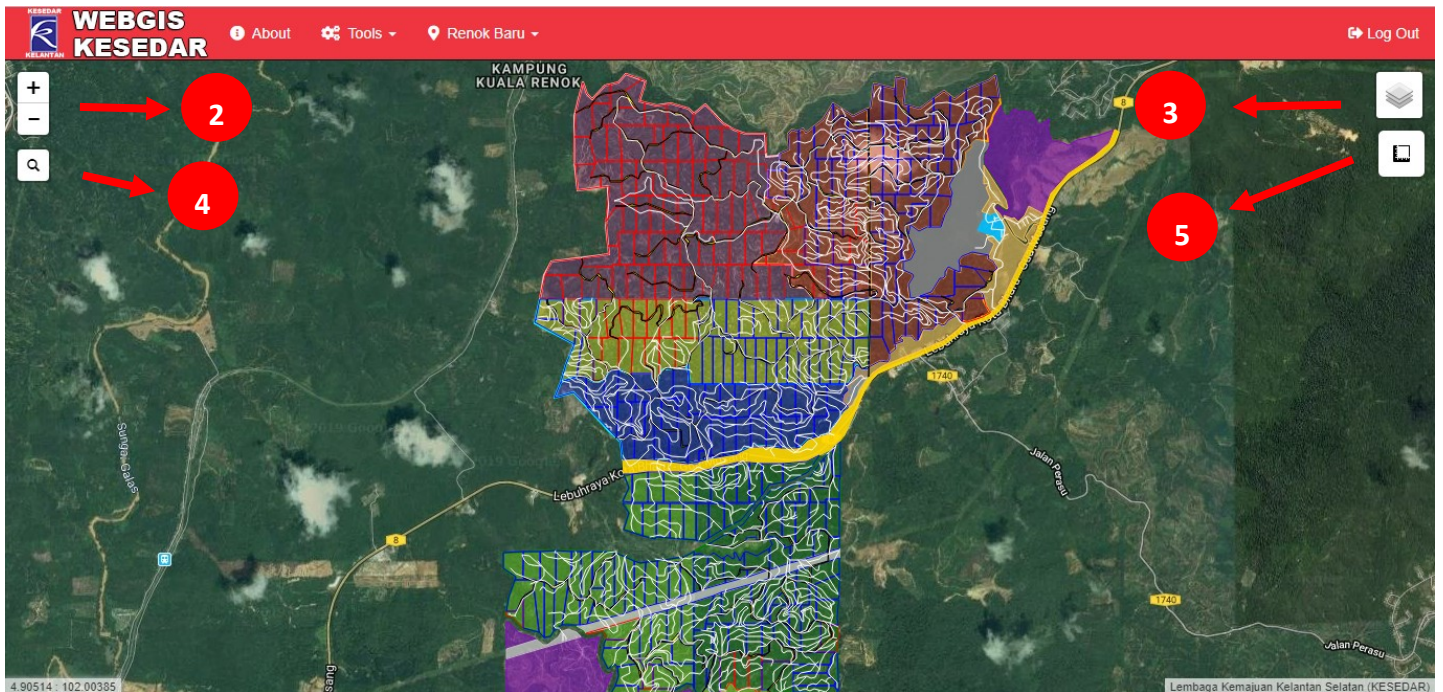 KESEDAR
KELANTAN
WEBGIS
KESEDAR
About
Tools
Renok Baru
Log Out
+
−
2
4
3
5
KAMPUNG
KUALA RENOK
8
1740
Jalan Perasu
Sungai Galas
Lebuhraya Ko
8
1740
Jalan Perasu
sang
4.90514 : 102.00385
Lembaga Kemajuan Kelantan Selatan (KESEDAR)